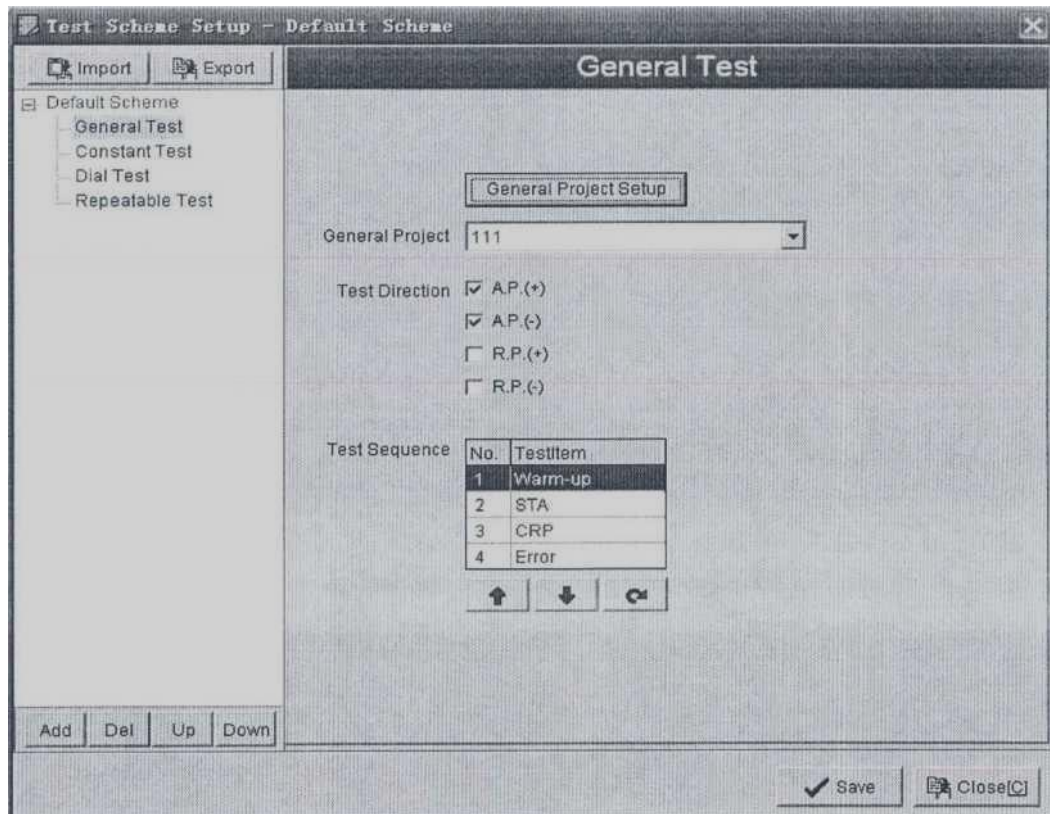 Test Scheme Setup - Default Scheme
Import
Export
General Test
Default Scheme
General Test
Constant Test
Dial Test
Repeatable Test
General Project Setup
General Project 111
Test Direction
A.P.(+)
A.P.(-)
R.P.(+)
R.P.(-)
Test Sequence
No. TestItem
1 Warm-up
2 STA
3 CRP
4 Error
Add Del Up Down
Save Close[C]